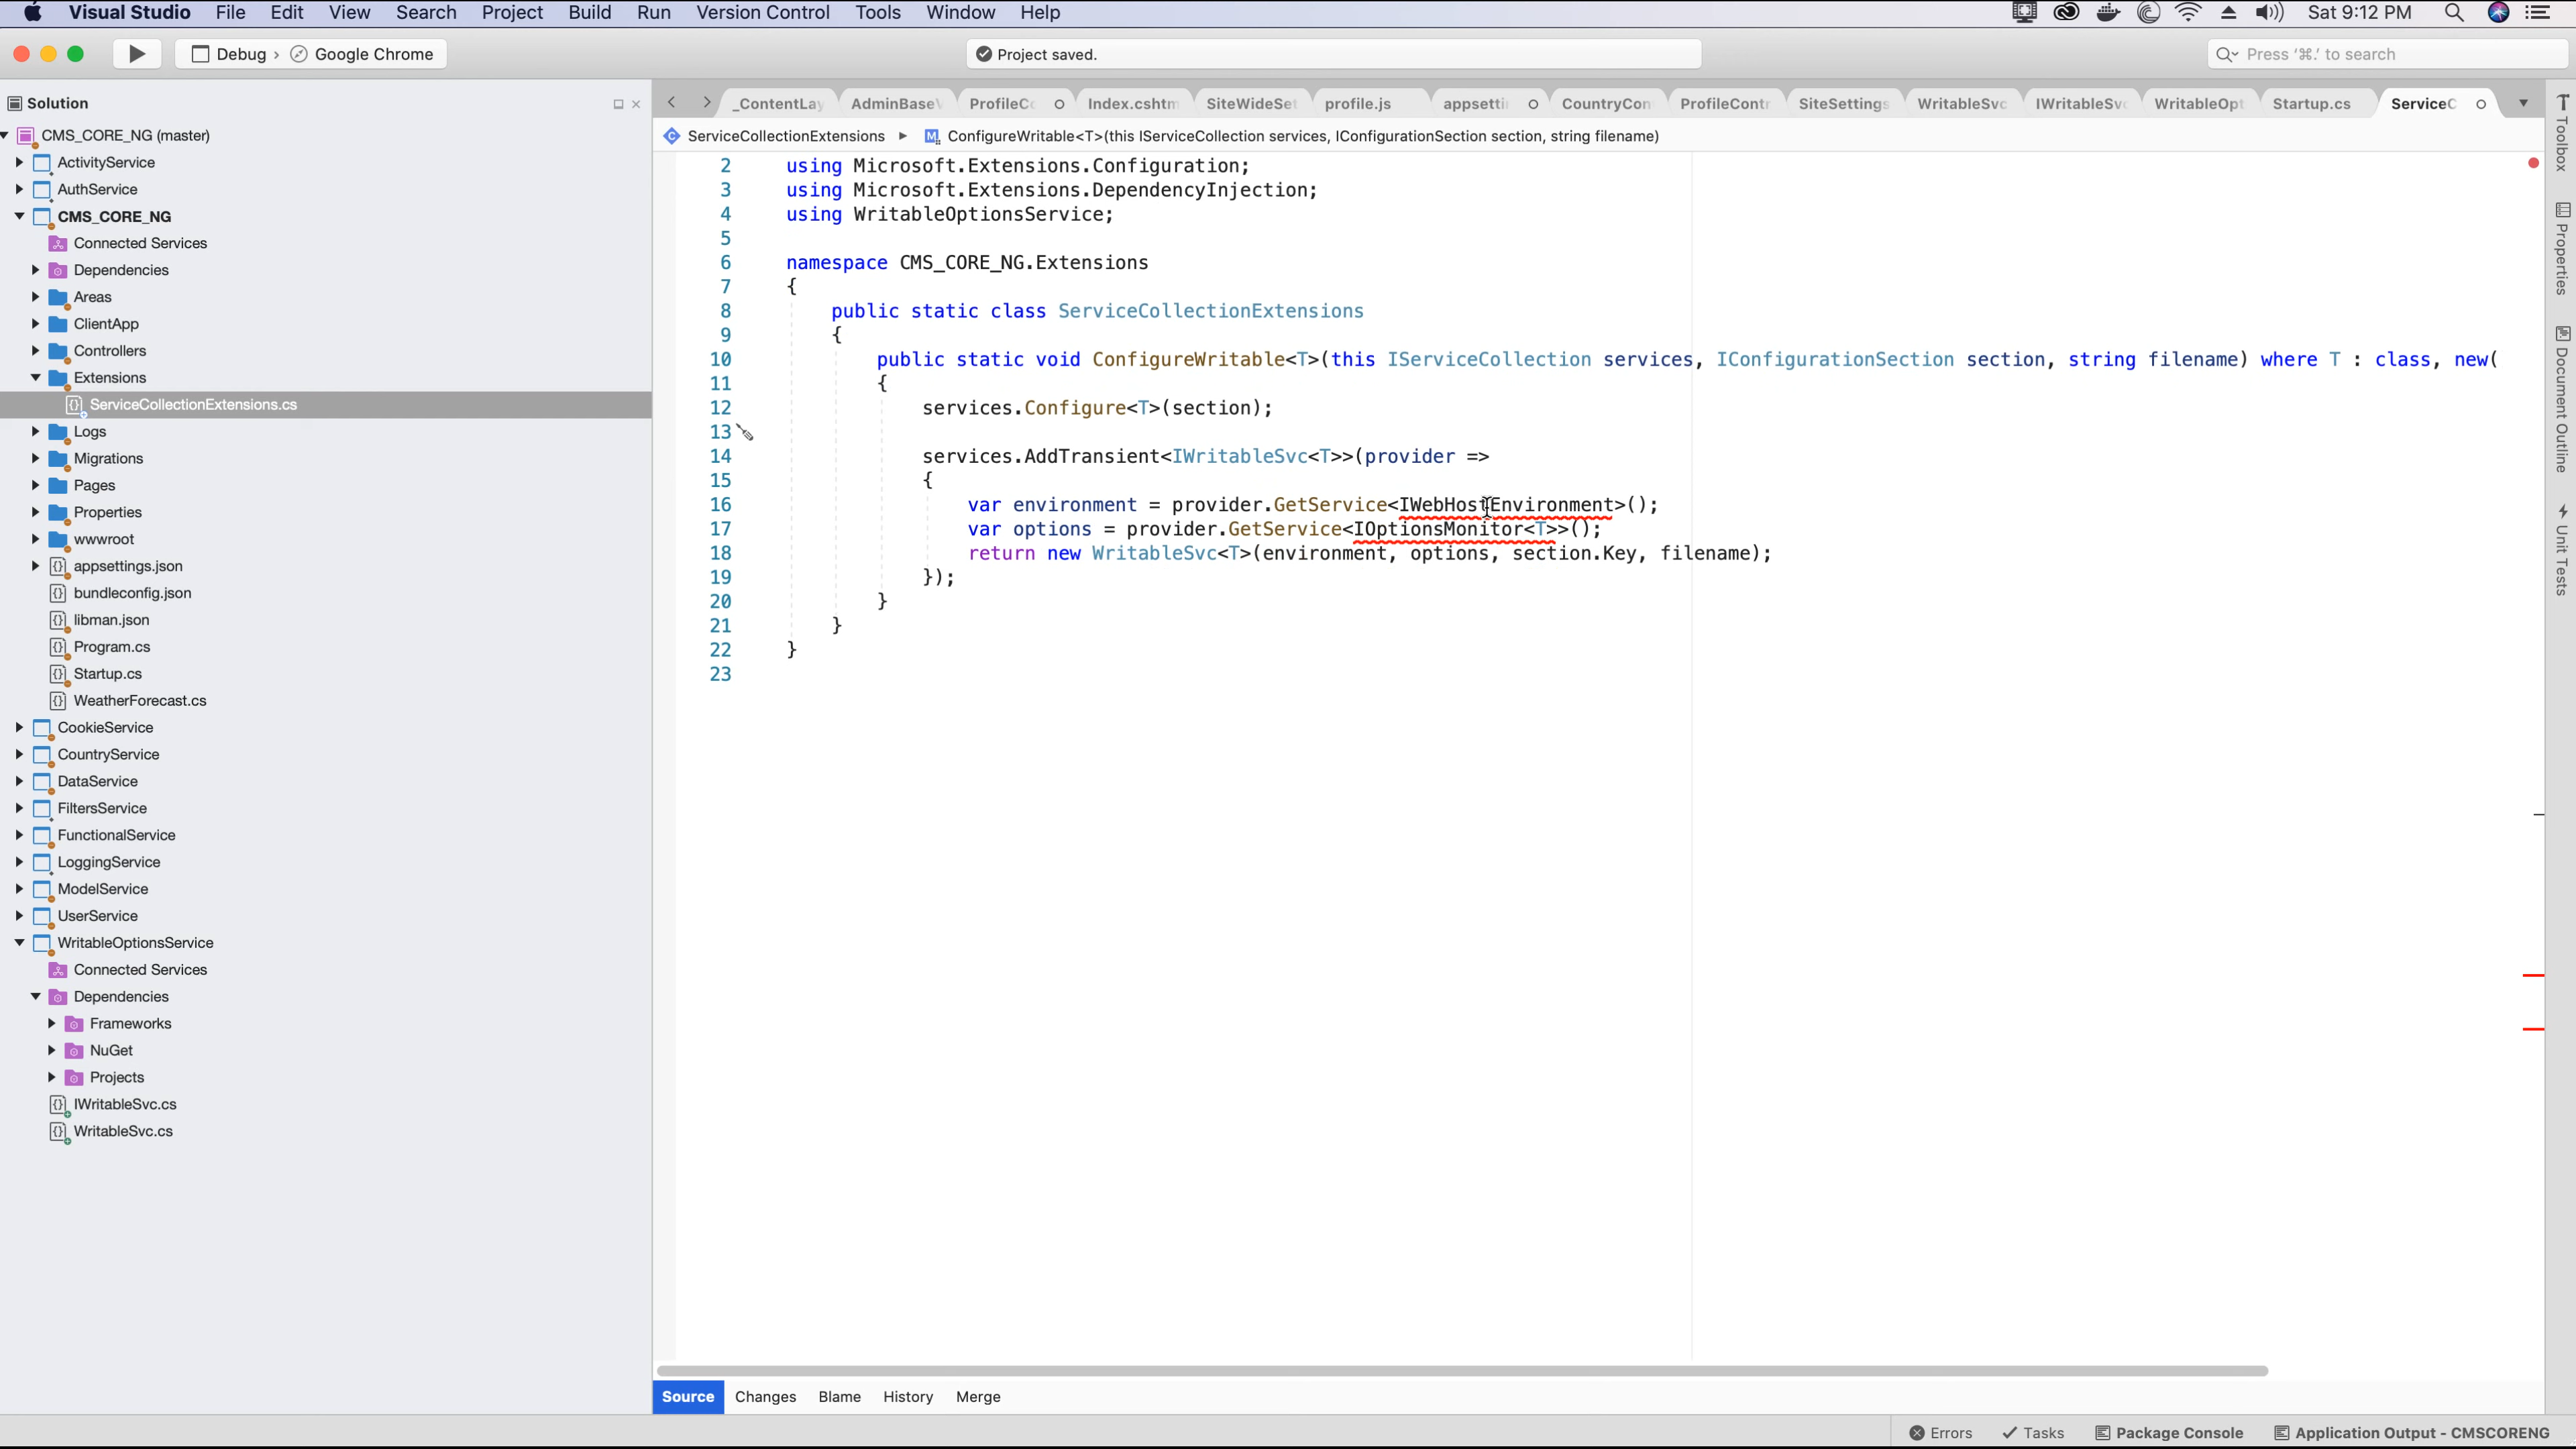 Visual Studio File Edit View Search Project Build Run Version Control Tools Window Help Sat 9:12 PM
Debug › Google Chrome Project saved. Press '⌘.' to search
Solution
_ContentLay AdminBaseV ProfileCo Index.cshtm SiteWideSet profile.js appsettin CountryCon ProfileContr SiteSettings WritableSvc IWritableSvc WritableOpt Startup.cs ServiceC
ServiceCollectionExtensions ▸ ConfigureWritable<T>(this IServiceCollection services, IConfigurationSection section, string filename)
CMS_CORE_NG (master)
ActivityService
AuthService
CMS_CORE_NG
Connected Services
Dependencies
Areas
ClientApp
Controllers
Extensions
ServiceCollectionExtensions.cs
Logs
Migrations
Pages
Properties
wwwroot
appsettings.json
bundleconfig.json
libman.json
Program.cs
Startup.cs
WeatherForecast.cs
CookieService
CountryService
DataService
FiltersService
FunctionalService
LoggingService
ModelService
UserService
WritableOptionsService
Connected Services
Dependencies
Frameworks
NuGet
Projects
IWritableSvc.cs
WritableSvc.cs
2 using Microsoft.Extensions.Configuration;
3 using Microsoft.Extensions.DependencyInjection;
4 using WritableOptionsService;
5
6 namespace CMS_CORE_NG.Extensions
7 {
8 public static class ServiceCollectionExtensions
9 {
10 public static void ConfigureWritable<T>(this IServiceCollection services, IConfigurationSection section, string filename) where T : class, new(
11 {
12 services.Configure<T>(section);
13
14 services.AddTransient<IWritableSvc<T>>(provider =>
15 {
16 var environment = provider.GetService<IWebHostEnvironment>();
17 var options = provider.GetService<IOptionsMonitor<T>>();
18 return new WritableSvc<T>(environment, options, section.Key, filename);
19 });
20 }
21 }
22 }
23
Toolbox
Properties
Document Outline
Unit Tests
Source Changes Blame History Merge
Errors Tasks Package Console Application Output - CMSCORENG